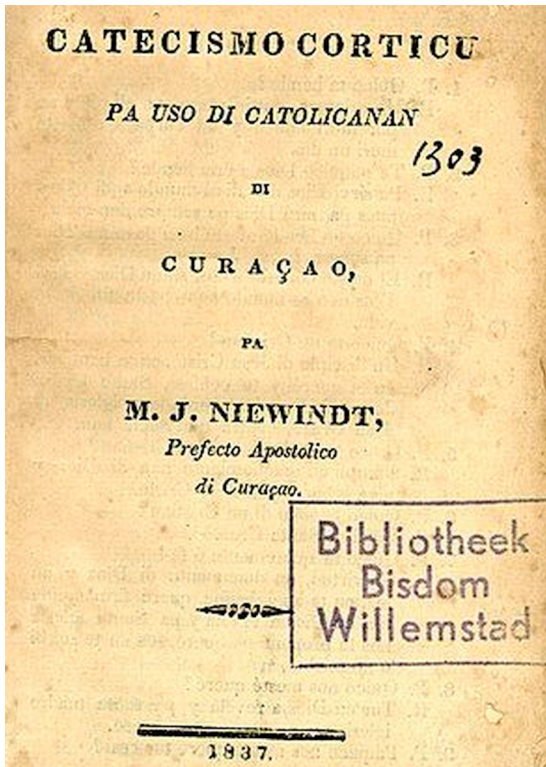 CATECISMO CORTICU
PA USO DI CATOLICANAN
1303
DI
CURAÇAO,
PA
M. J. NIEWINDT,
Prefecto Apostolico
di Curaçao.
Bibliotheek
Bisdom
Willemstad
1837.